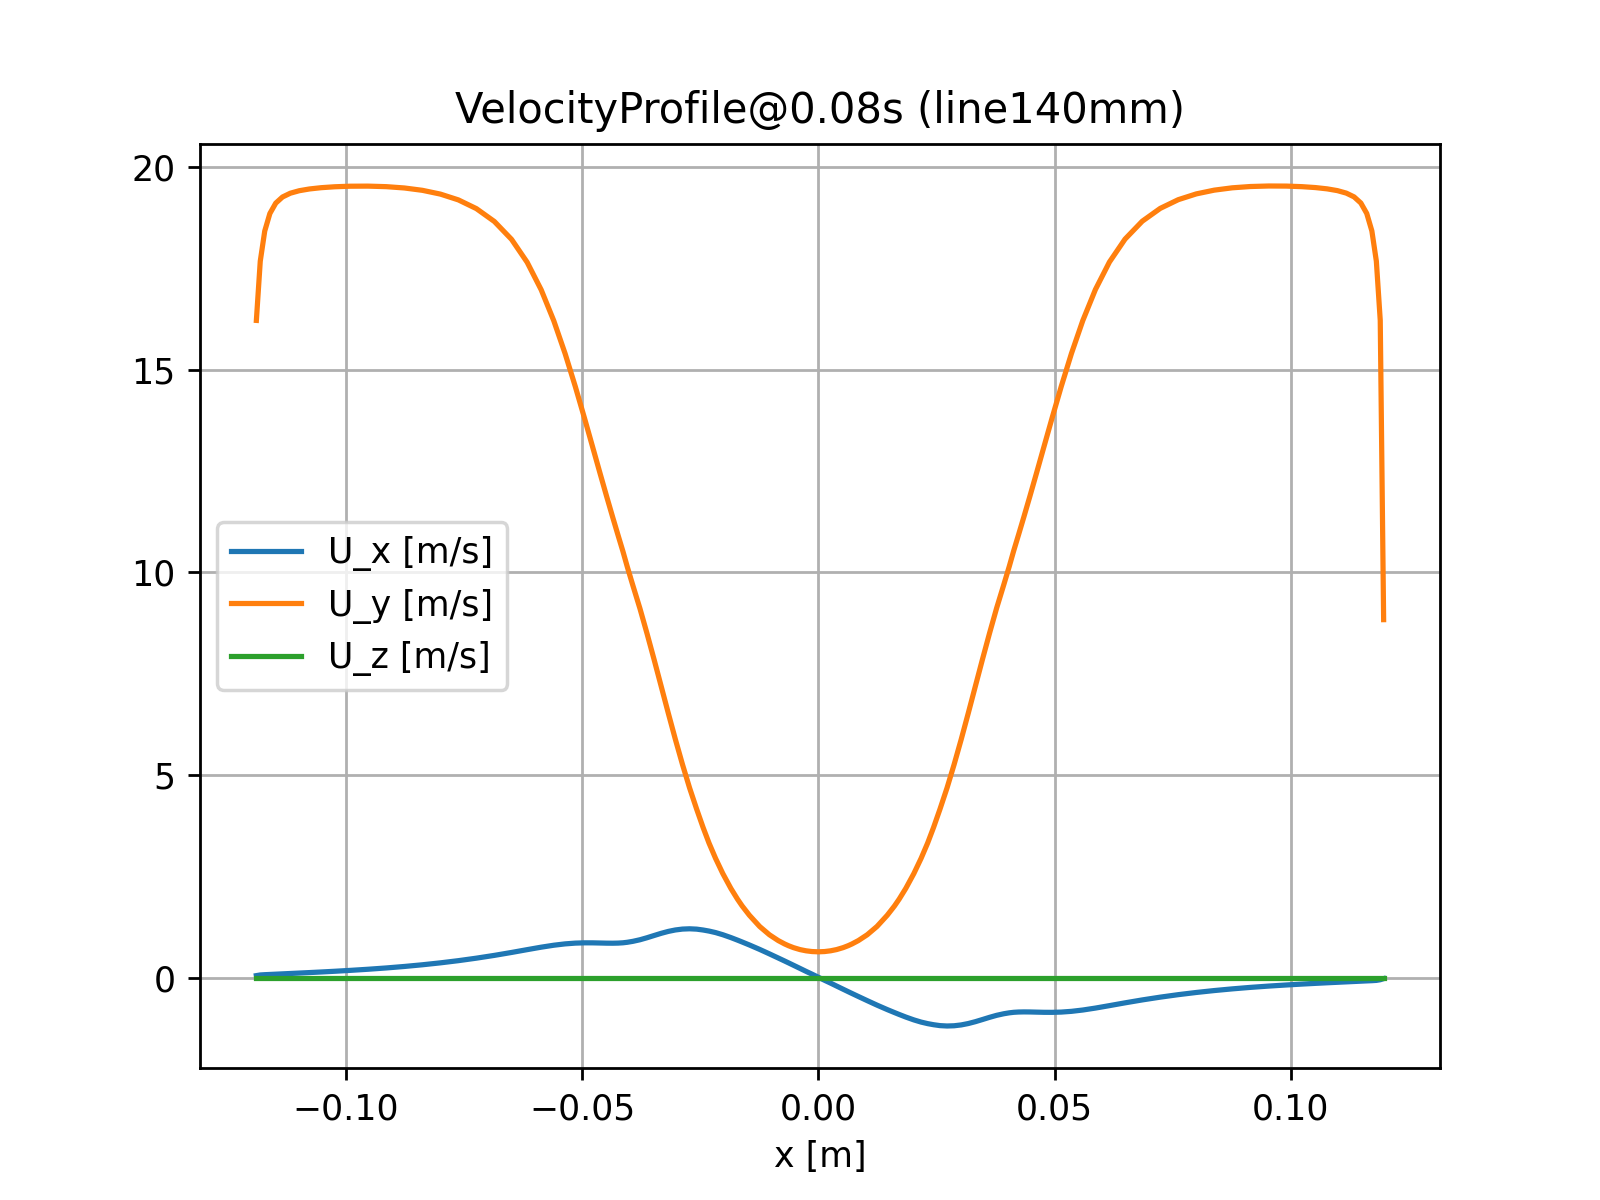 VelocityProfile@0.08s (line140mm)
20
15
10
5
0
U_x [m/s]
U_y [m/s]
U_z [m/s]
−0.10 −0.05 0.00 0.05 0.10
x [m]